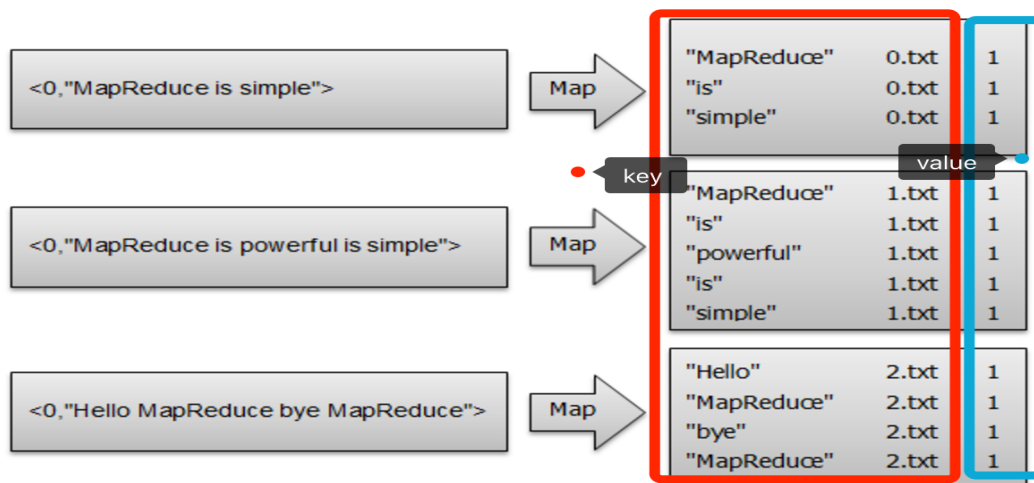 <0,"MapReduce is simple">
Map
"MapReduce" 0.txt 1
"is" 0.txt 1
"simple" 0.txt 1
key
value
<0,"MapReduce is powerful is simple">
Map
"MapReduce" 1.txt 1
"is" 1.txt 1
"powerful" 1.txt 1
"is" 1.txt 1
"simple" 1.txt 1
<0,"Hello MapReduce bye MapReduce">
Map
"Hello" 2.txt 1
"MapReduce" 2.txt 1
"bye" 2.txt 1
"MapReduce" 2.txt 1